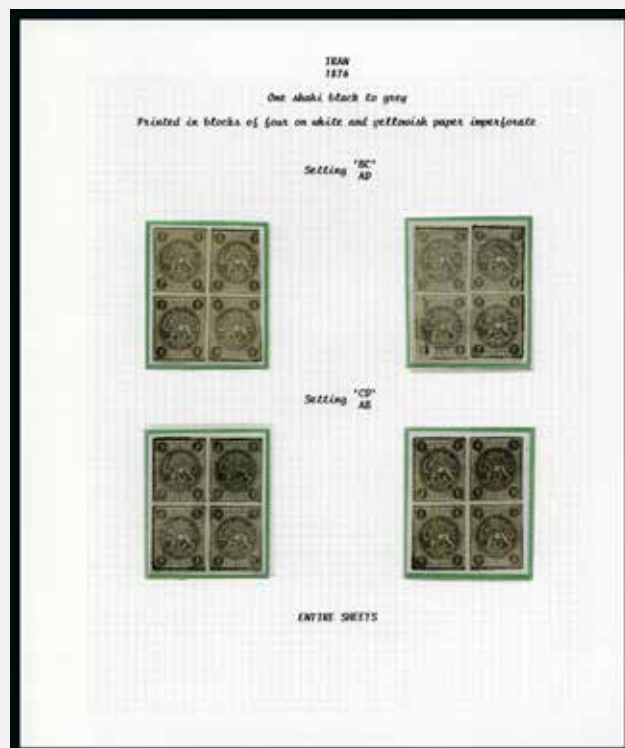 IRAN
1876
One shahi black to grey
Printed in blocks of four on white and yellowish paper imperforate
Setting "BC"
AD
Setting "CD"
AB
ENTIRE SHEETS